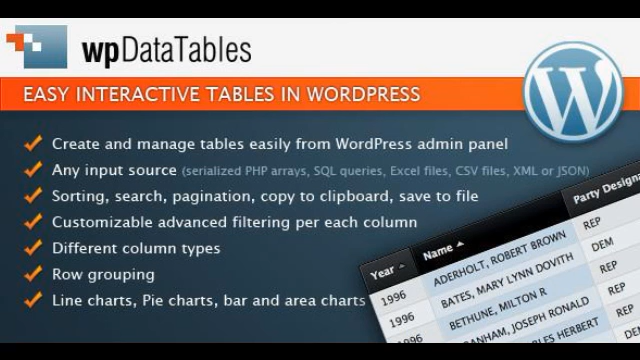 wpDataTables
EASY INTERACTIVE TABLES IN WORDPRESS
Create and manage tables easily from WordPress admin panel
Any input source (serialized PHP arrays, SQL queries, Excel files, CSV files, XML or JSON)
Sorting, search, pagination, copy to clipboard, save to file
Customizable advanced filtering per each column
Different column types
Row grouping
Line charts, Pie charts, bar and area charts
W
Year Name Party
1996 ADERHOLT, ROBERT BROWN REP
1996 BATES, MARY LYNN DOVITH DEM
1996 BETHUNE, MILTON R REP
JOSEPH RONALD REP
HERBERT DEM